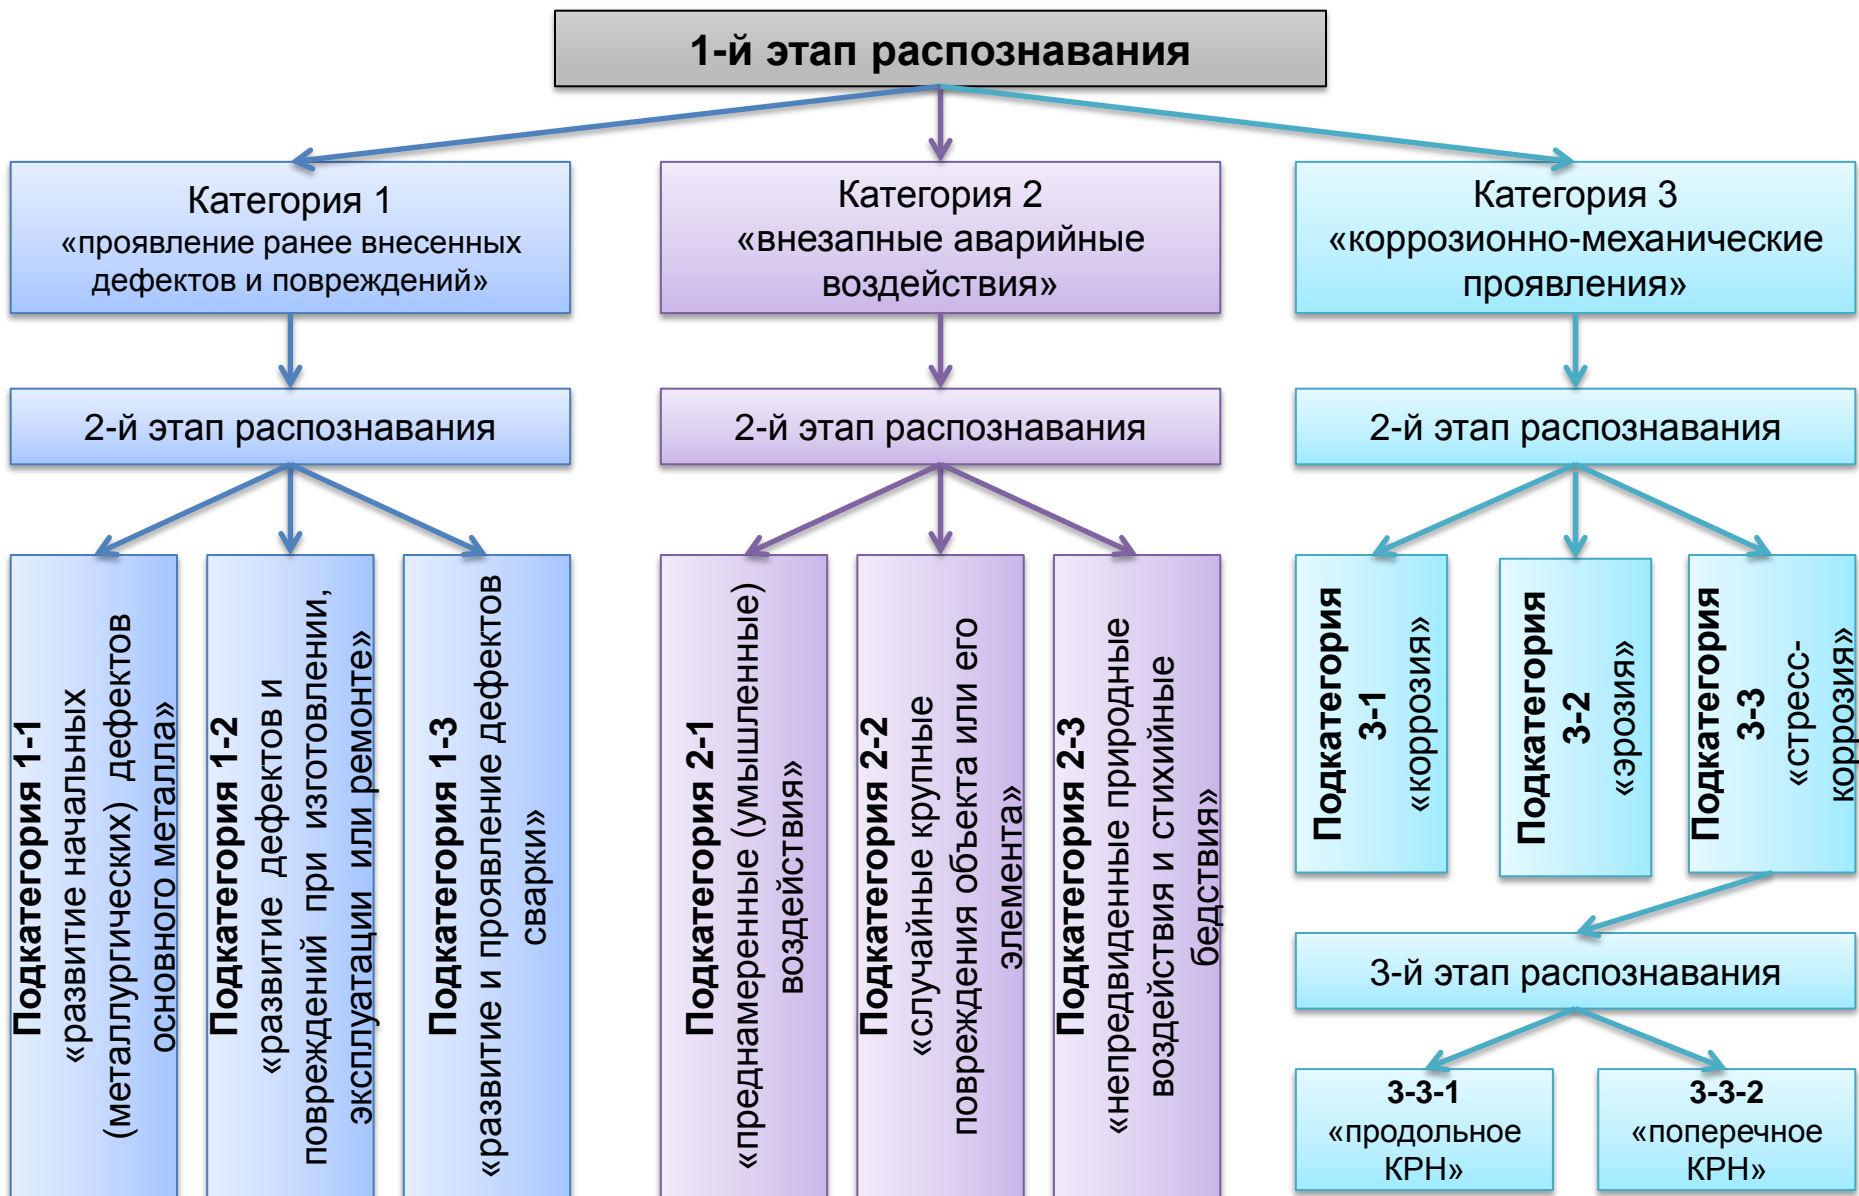 1-й этап распознавания
Категория 1
«проявление ранее внесенных
дефектов и повреждений»
Категория 2
«внезапные аварийные
воздействия»
Категория 3
«коррозионно-механические
проявления»
2-й этап распознавания
2-й этап распознавания
2-й этап распознавания
Подкатегория 1-1
«развитие начальных
(металлургических) дефектов
основного металла»
Подкатегория 1-2
«развитие дефектов и
повреждений при изготовлении,
эксплуатации или ремонте»
Подкатегория 1-3
«развитие и проявление дефектов
сварки»
Подкатегория 2-1
«преднамеренные (умышленные)
воздействия»
Подкатегория 2-2
«случайные крупные
повреждения объекта или его
элемента»
Подкатегория 2-3
«непредвиденные природные
воздействия и стихийные
бедствия»
Подкатегория
3-1
«коррозия»
Подкатегория
3-2
«эрозия»
Подкатегория
3-3
«стресс-
коррозия»
3-й этап распознавания
3-3-1
«продольное
КРН»
3-3-2
«поперечное
КРН»